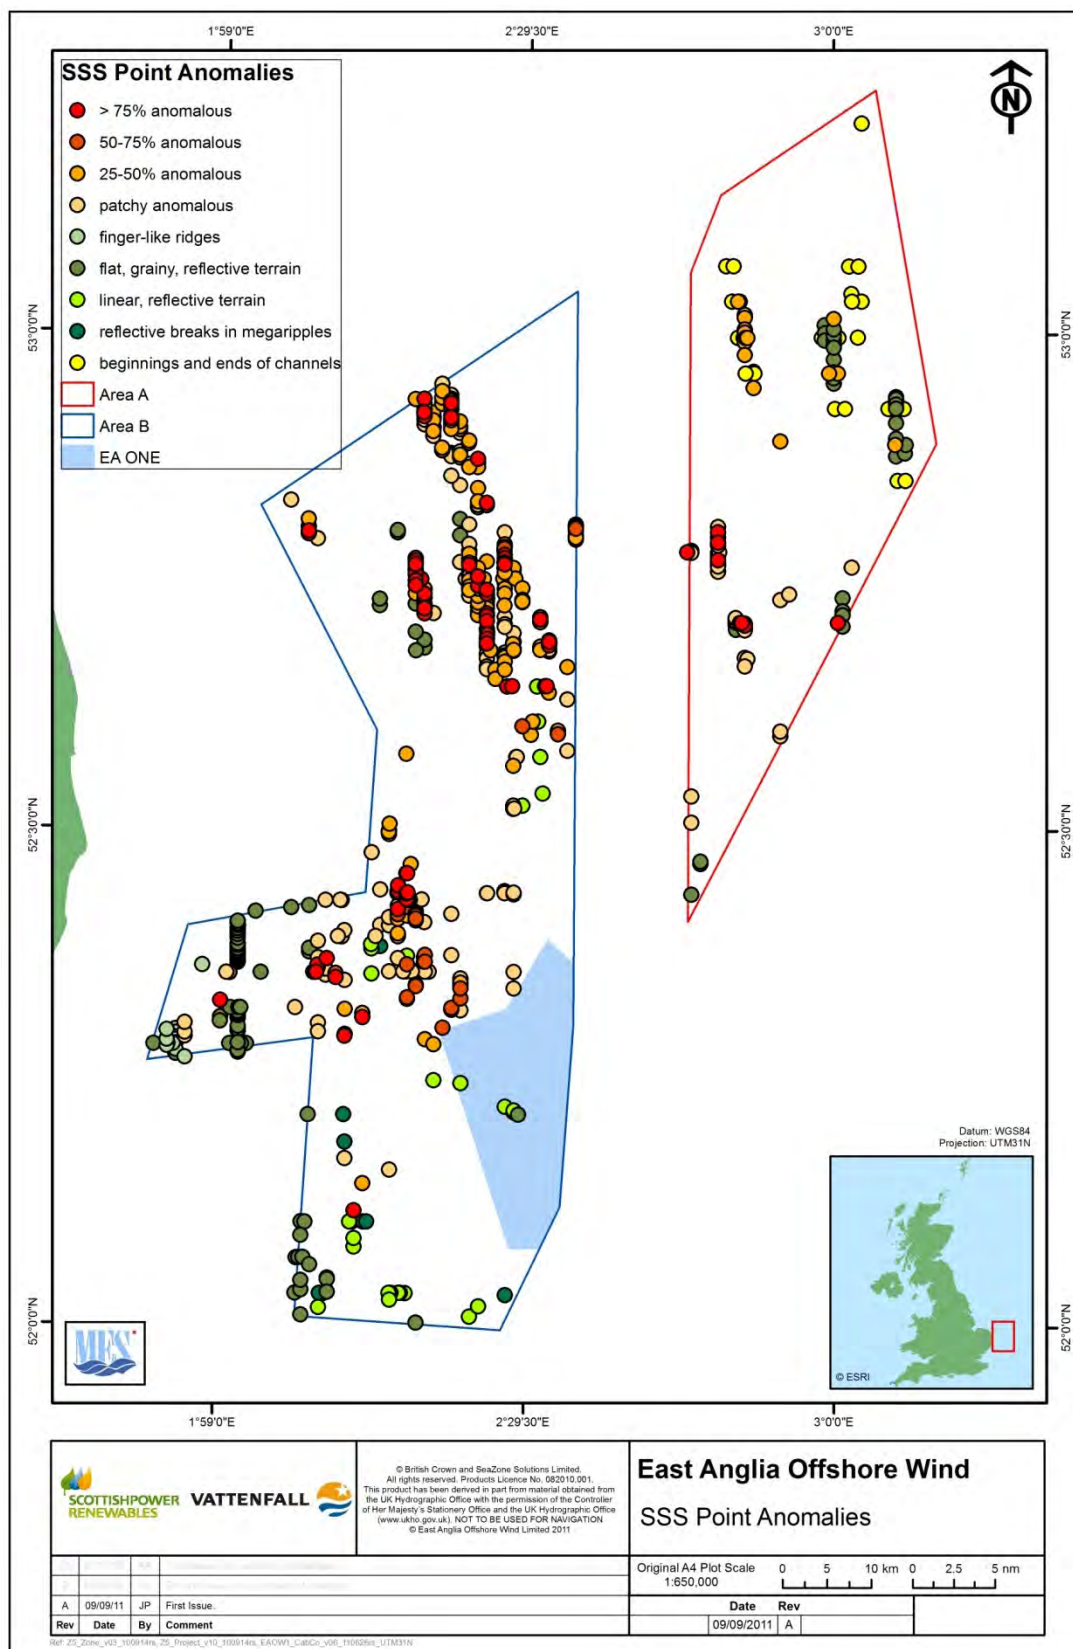 1°59'0"E 2°29'30"E 3°0'0"E
SSS Point Anomalies
> 75% anomalous
50-75% anomalous
25-50% anomalous
patchy anomalous
finger-like ridges
flat, grainy, reflective terrain
linear, reflective terrain
reflective breaks in megaripples
beginnings and ends of channels
Area A
Area B
EA ONE
N
53°0'0"N
53°0'0"N
52°30'0"N
52°30'0"N
52°0'0"N
52°0'0"N
Datum: WGS84
Projection: UTM31N
© ESRI
MES
1°59'0"E 2°29'30"E 3°0'0"E
SCOTTISHPOWER
RENEWABLES
VATTENFALL
© British Crown and SeaZone Solutions Limited.
All rights reserved. Products Licence No. 082010.001.
This product has been derived in part from material obtained from
the UK Hydrographic Office with the permission of the Controller
of Her Majesty's Stationery Office and the UK Hydrographic Office
(www.ukho.gov.uk). NOT TO BE USED FOR NAVIGATION
© East Anglia Offshore Wind Limited 2011
East Anglia Offshore Wind
SSS Point Anomalies
Original A4 Plot Scale
1:650,000
0 5 10 km 0 2.5 5 nm
A 09/09/11 JP First Issue.
Rev Date By Comment
Date Rev
09/09/2011 A